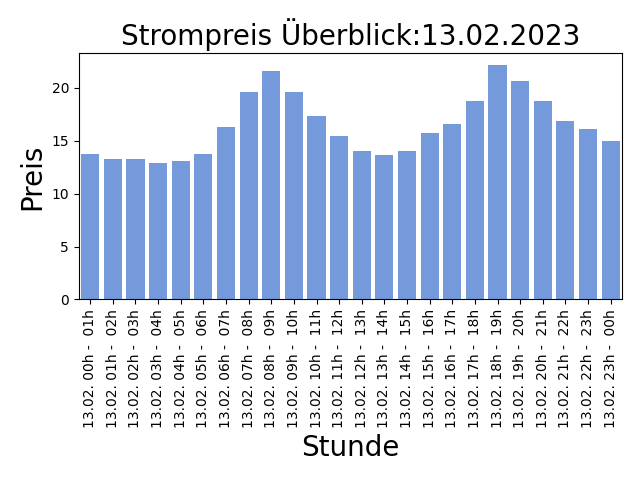 Strompreis Überblick:13.02.2023
Preis
20
15
10
5
0
13.02. 00h - 01h
13.02. 01h - 02h
13.02. 02h - 03h
13.02. 03h - 04h
13.02. 04h - 05h
13.02. 05h - 06h
13.02. 06h - 07h
13.02. 07h - 08h
13.02. 08h - 09h
13.02. 09h - 10h
13.02. 10h - 11h
13.02. 11h - 12h
13.02. 12h - 13h
13.02. 13h - 14h
13.02. 14h - 15h
13.02. 15h - 16h
13.02. 16h - 17h
13.02. 17h - 18h
13.02. 18h - 19h
13.02. 19h - 20h
13.02. 20h - 21h
13.02. 21h - 22h
13.02. 22h - 23h
13.02. 23h - 00h
Stunde